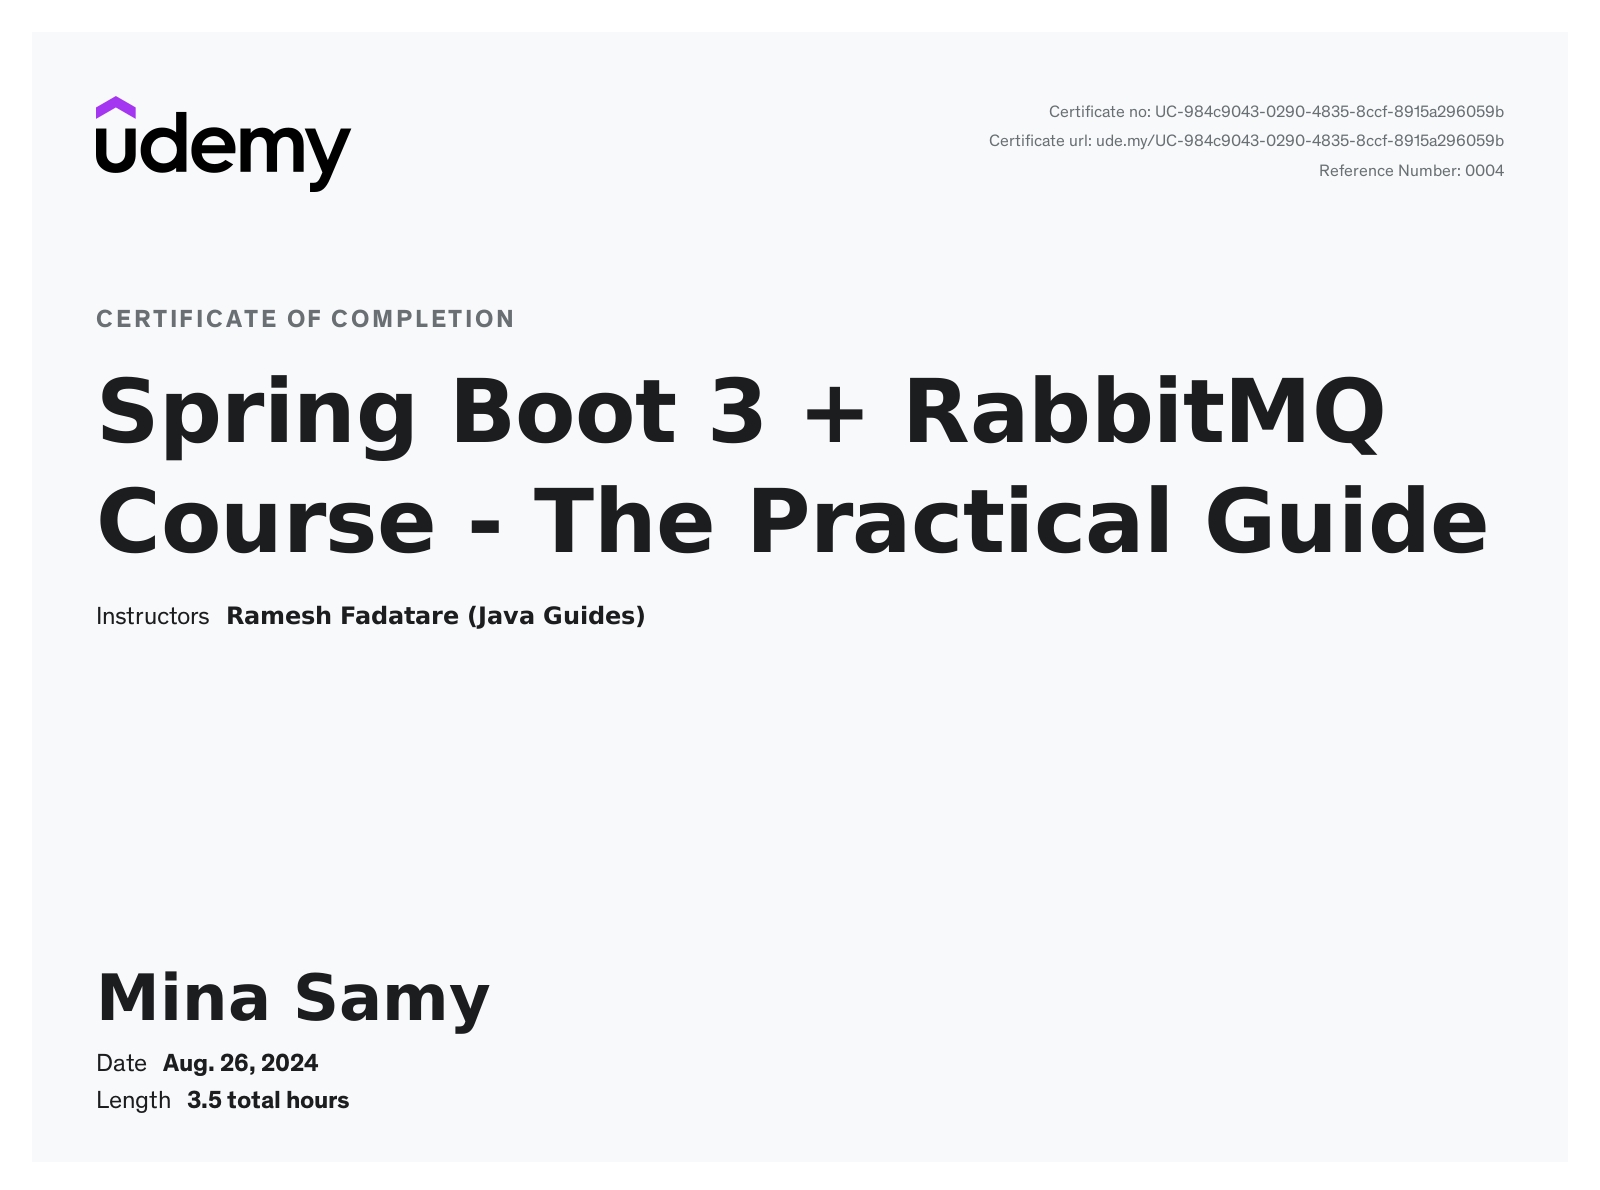 udemy
Certificate no: UC-984c9043-0290-4835-8ccf-8915a296059b
Certificate url: ude.my/UC-984c9043-0290-4835-8ccf-8915a296059b
Reference Number: 0004
CERTIFICATE OF COMPLETION
Spring Boot 3 + RabbitMQ
Course - The Practical Guide
Instructors Ramesh Fadatare (Java Guides)
Mina Samy
Date Aug. 26, 2024
Length 3.5 total hours